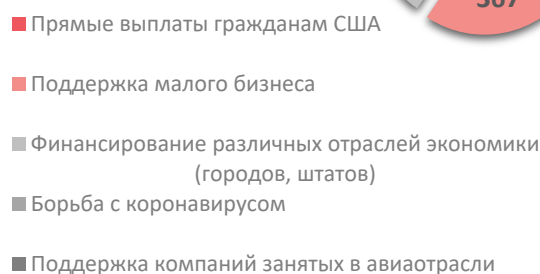 Прямые выплаты гражданам США
Поддержка малого бизнеса
Финансирование различных отраслей экономики
(городов, штатов)
Борьба с коронавирусом
Поддержка компаний занятых в авиаотрасли